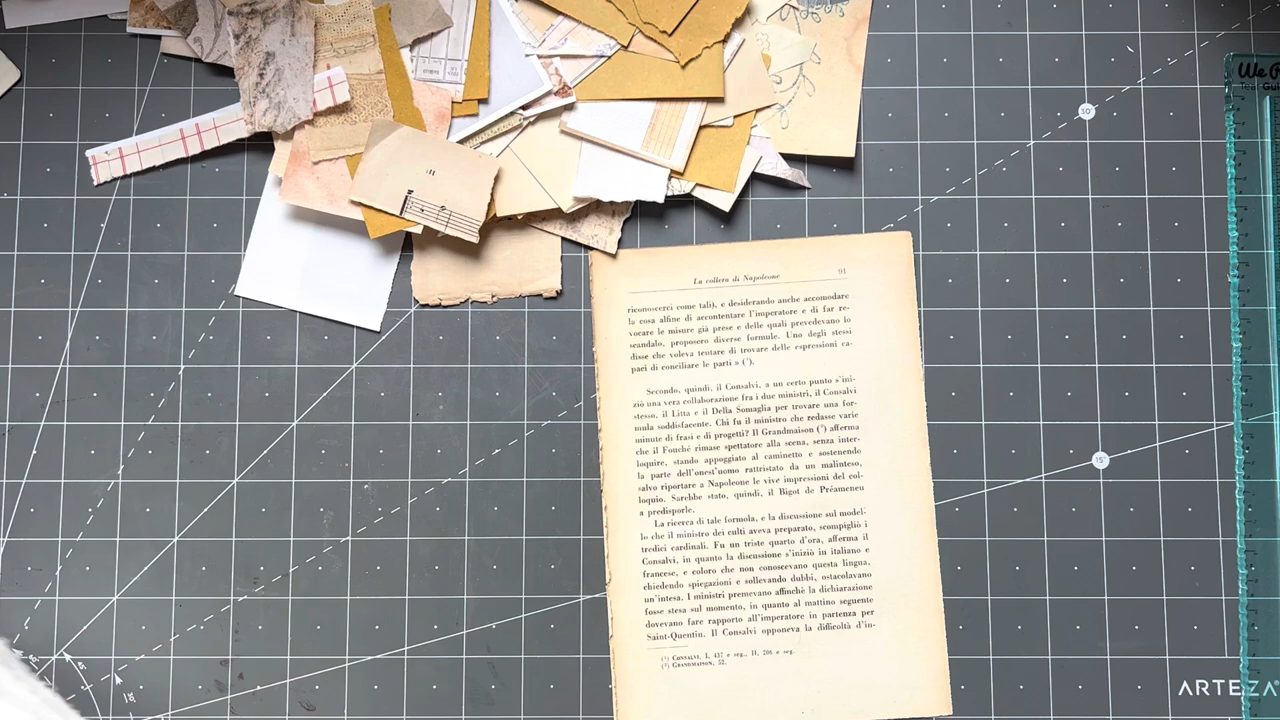 We R
Tear Guide
30°
La collera di Napoleone 91
riconoscerci come tali), e desiderando anche accomodare
la cosa alfine di accontentare l'imperatore e di far re-
vocare le misure già prese e delle quali prevedevano lo
scandalo, proposero diverse formule. Uno degli stessi
disse che voleva tentare di trovare delle espressioni ca-
paci di conciliare le parti » (¹).
Secondo, quindi, il Consalvi, a un certo punto s'ini-
ziò una vera collaborazione fra i due ministri, il Consalvi
stesso, il Litta e il Della Somaglia per trovare una for-
mula soddisfacente. Chi fu il ministro che redasse varie
minute di frasi e di progetti? Il Grandmaison (²) afferma
che il Fouché rimase spettatore alla scena, senza inter-
loquire, stando appoggiato al caminetto e sostenendo
la parte dell'onest'uomo rattristato da un malinteso,
salvo riportare a Napoleone le vive impressioni del col-
loquio. Sarebbe stato, quindi, il Bigot de Préameneu
a predisporle.
La ricerca di tale formola, e la discussione sul model-
lo che il ministro dei culti aveva preparato, scompigliò i
tredici cardinali. Fu un triste quarto d'ora, afferma il
Consalvi, in quanto la discussione s'iniziò in italiano e
francese, e coloro che non conoscevano questa lingua,
chiedendo spiegazioni e sollevando dubbi, ostacolavano
un'intesa. I ministri premevano affinchè la dichiarazione
fosse stesa sul momento, in quanto al mattino seguente
dovevano fare rapporto all'imperatore in partenza per
Saint-Quentin. Il Consalvi opponeva la difficoltà d'in-
(¹) CONSALVI, I, 437 e seg., II, 206 e seg.
(²) GRANDMAISON, 52.
15°
45°
ARTEZA®